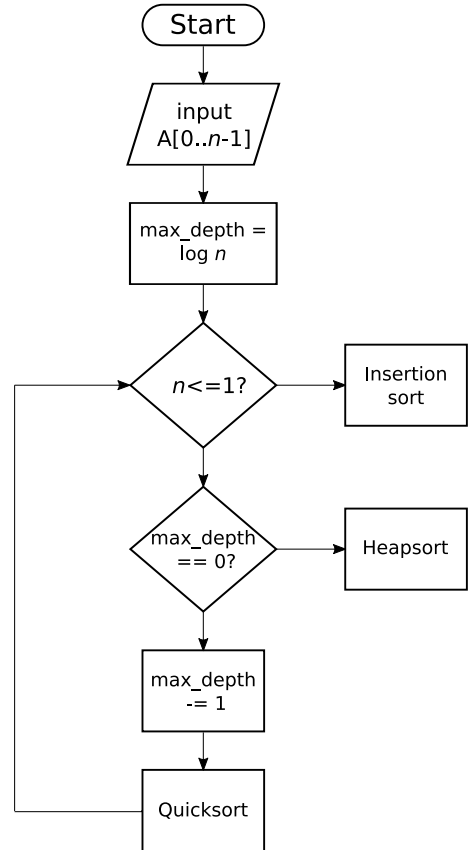 Start
input
A[0..n-1]
max_depth =
log n
n<=1?
Insertion
sort
max_depth
== 0?
Heapsort
max_depth
-= 1
Quicksort